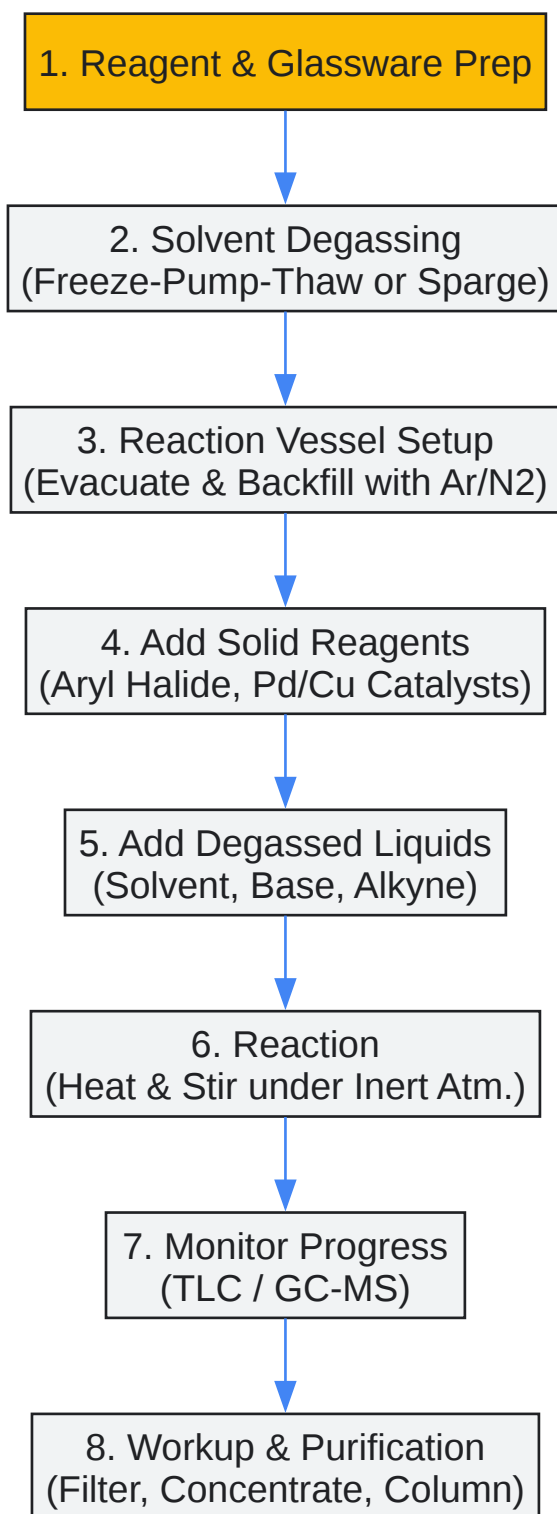 1. Reagent & Glassware Prep
2. Solvent Degassing
(Freeze-Pump-Thaw or Sparge)
3. Reaction Vessel Setup
(Evacuate & Backfill with Ar/N2)
4. Add Solid Reagents
(Aryl Halide, Pd/Cu Catalysts)
5. Add Degassed Liquids
(Solvent, Base, Alkyne)
6. Reaction
(Heat & Stir under Inert Atm.)
7. Monitor Progress
(TLC / GC-MS)
8. Workup & Purification
(Filter, Concentrate, Column)